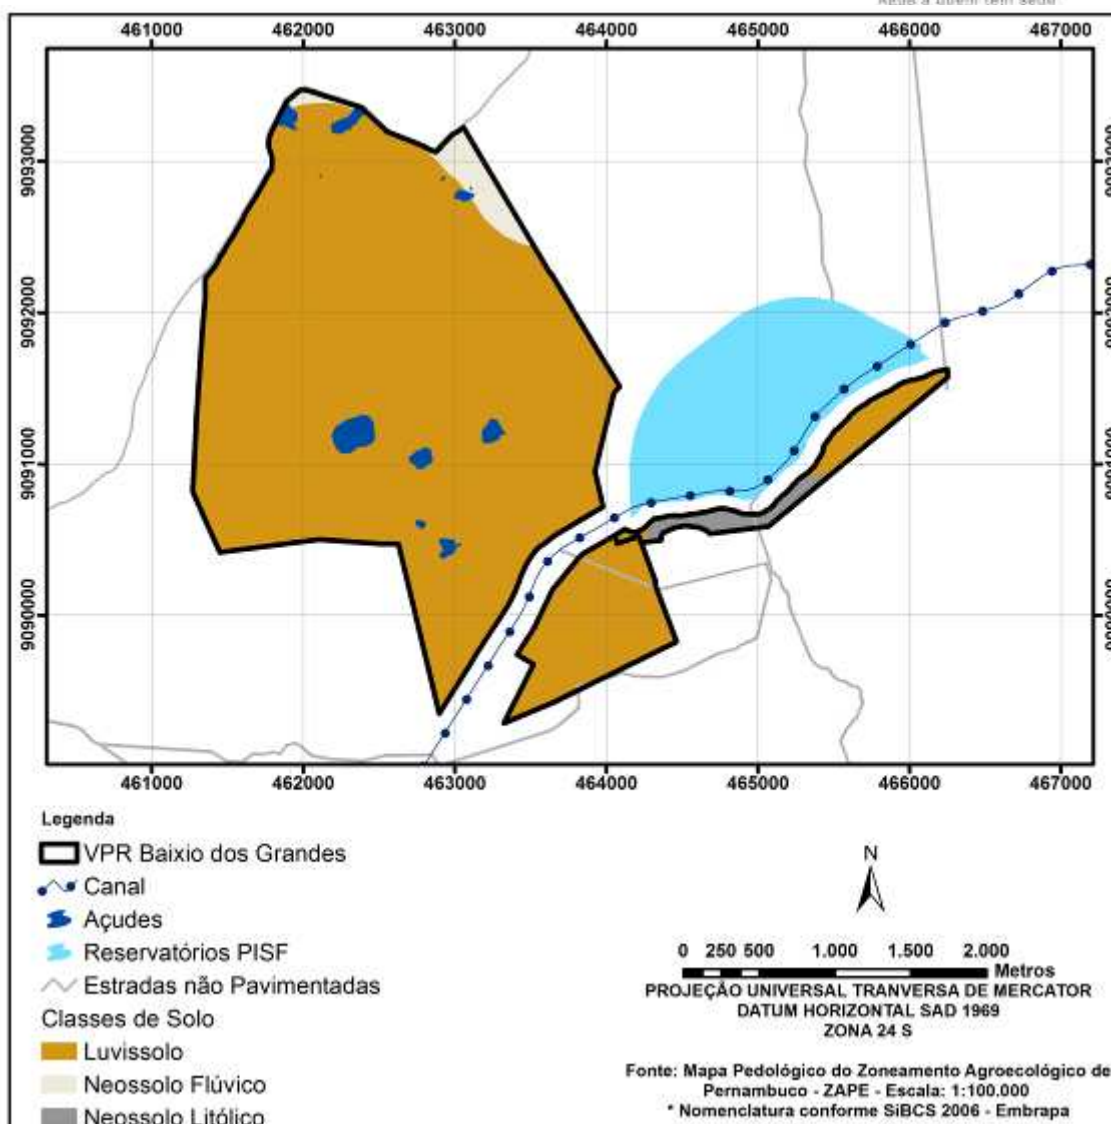 461000 462000 463000 464000 465000 466000 467000
9093000
9092000
9091000
9090000
461000 462000 463000 464000 465000 466000 467000
Legenda
VPR Baixio dos Grandes
Canal
Açudes
Reservatórios PISF
Estradas não Pavimentadas
Classes de Solo
Luvissolo
Neossolo Flúvico
Neossolo Litólico
N
0 250 500 1.000 1.500 2.000
Metros
PROJEÇÃO UNIVERSAL TRANVERSA DE MERCATOR
DATUM HORIZONTAL SAD 1969
ZONA 24 S
Fonte: Mapa Pedológico do Zoneamento Agroecológico de
Pernambuco - ZAPE - Escala: 1:100.000
* Nomenclatura conforme SiBCS 2006 - Embrapa